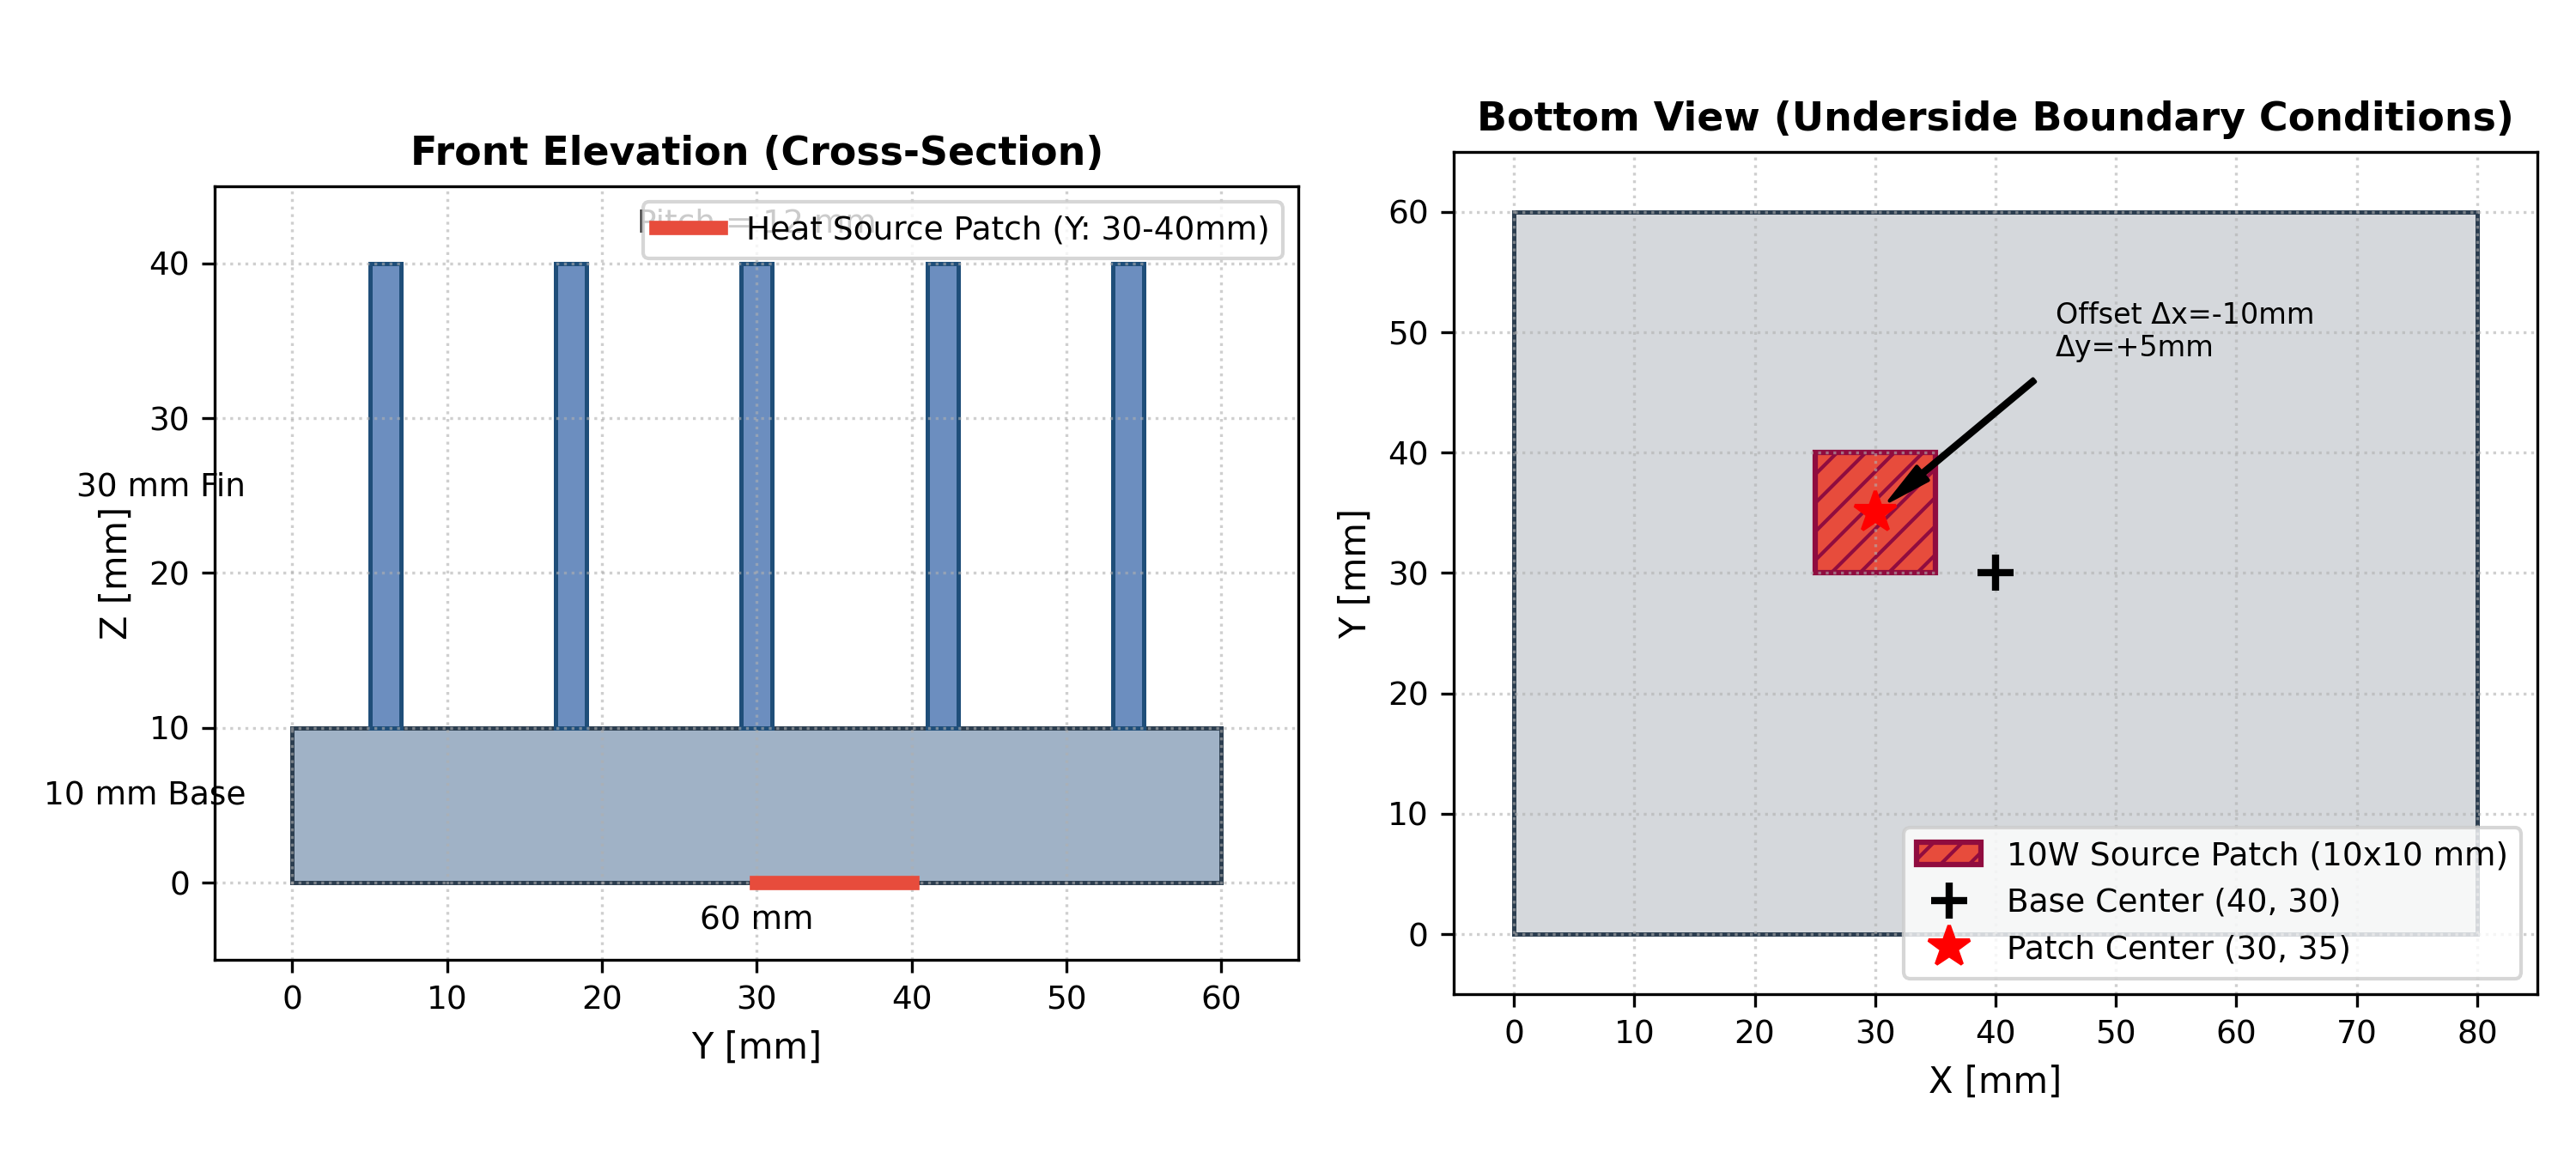 Front Elevation (Cross-Section)
Pitch = 12 mm
Heat Source Patch (Y: 30-40mm)
40
30
20
10
0
Z [mm]
30 mm Fin
10 mm Base
60 mm
0 10 20 30 40 50 60
Y [mm]
Bottom View (Underside Boundary Conditions)
60
50
40
30
20
10
0
Y [mm]
Offset Δx=-10mm
Δy=+5mm
10W Source Patch (10x10 mm)
Base Center (40, 30)
Patch Center (30, 35)
0 10 20 30 40 50 60 70 80
X [mm]